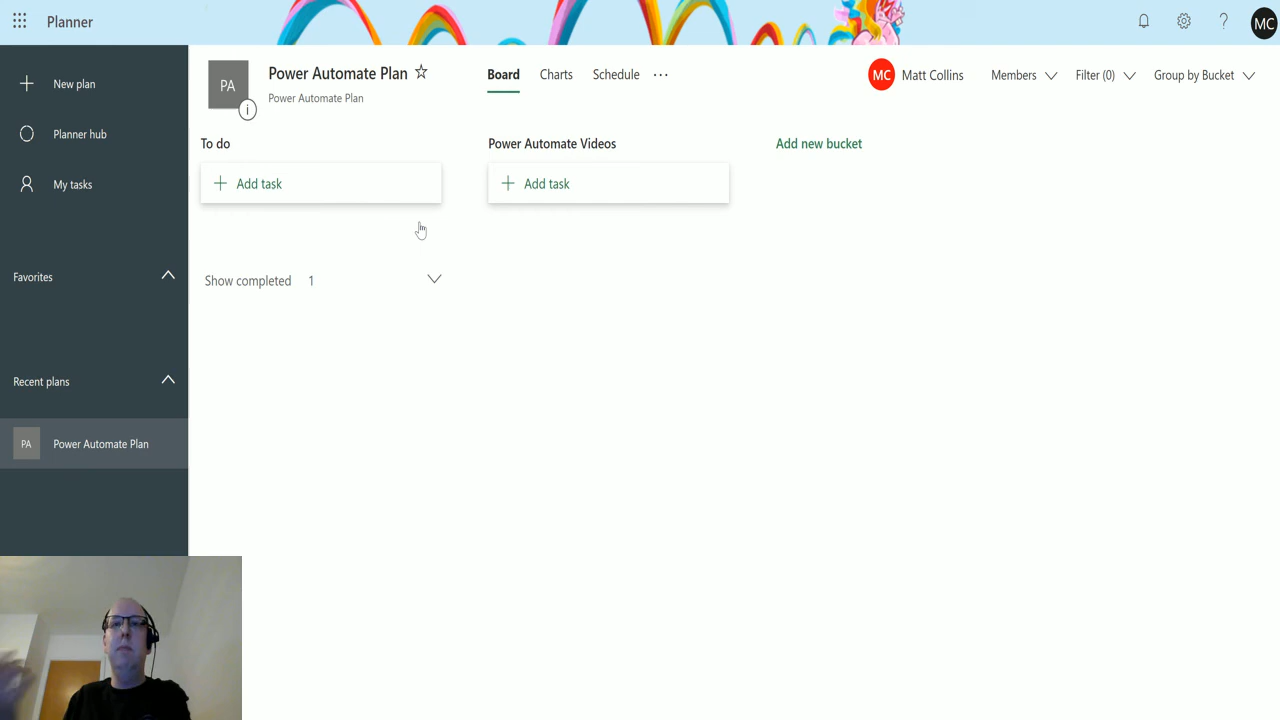 Planner
MC
New plan
Planner hub
My tasks
Favorites
Recent plans
PA
Power Automate Plan
PA
Power Automate Plan
Power Automate Plan
Board
Charts
Schedule
MC
Matt Collins
Members
Filter (0)
Group by Bucket
To do
Add task
Show completed 1
Power Automate Videos
Add task
Add new bucket